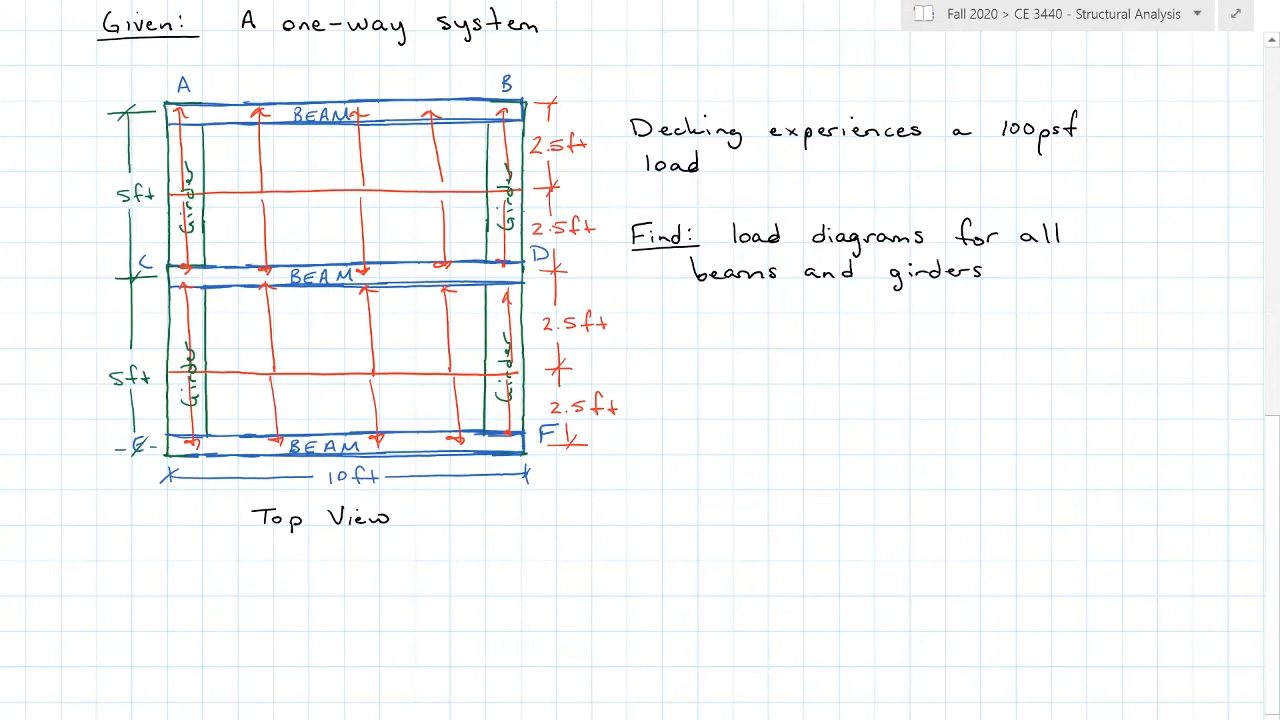 Fall 2020 > CE 3440 - Structural Analysis
Given: A one-way system
A B
BEAM
2.5ft
Decking experiences a 100psf
load
5ft
Girder Girder
2.5ft
Find: load diagrams for all
beams and girders
C D
BEAM
2.5ft
5ft
Girder Girder
2.5ft
E F
BEAM
10ft
Top View